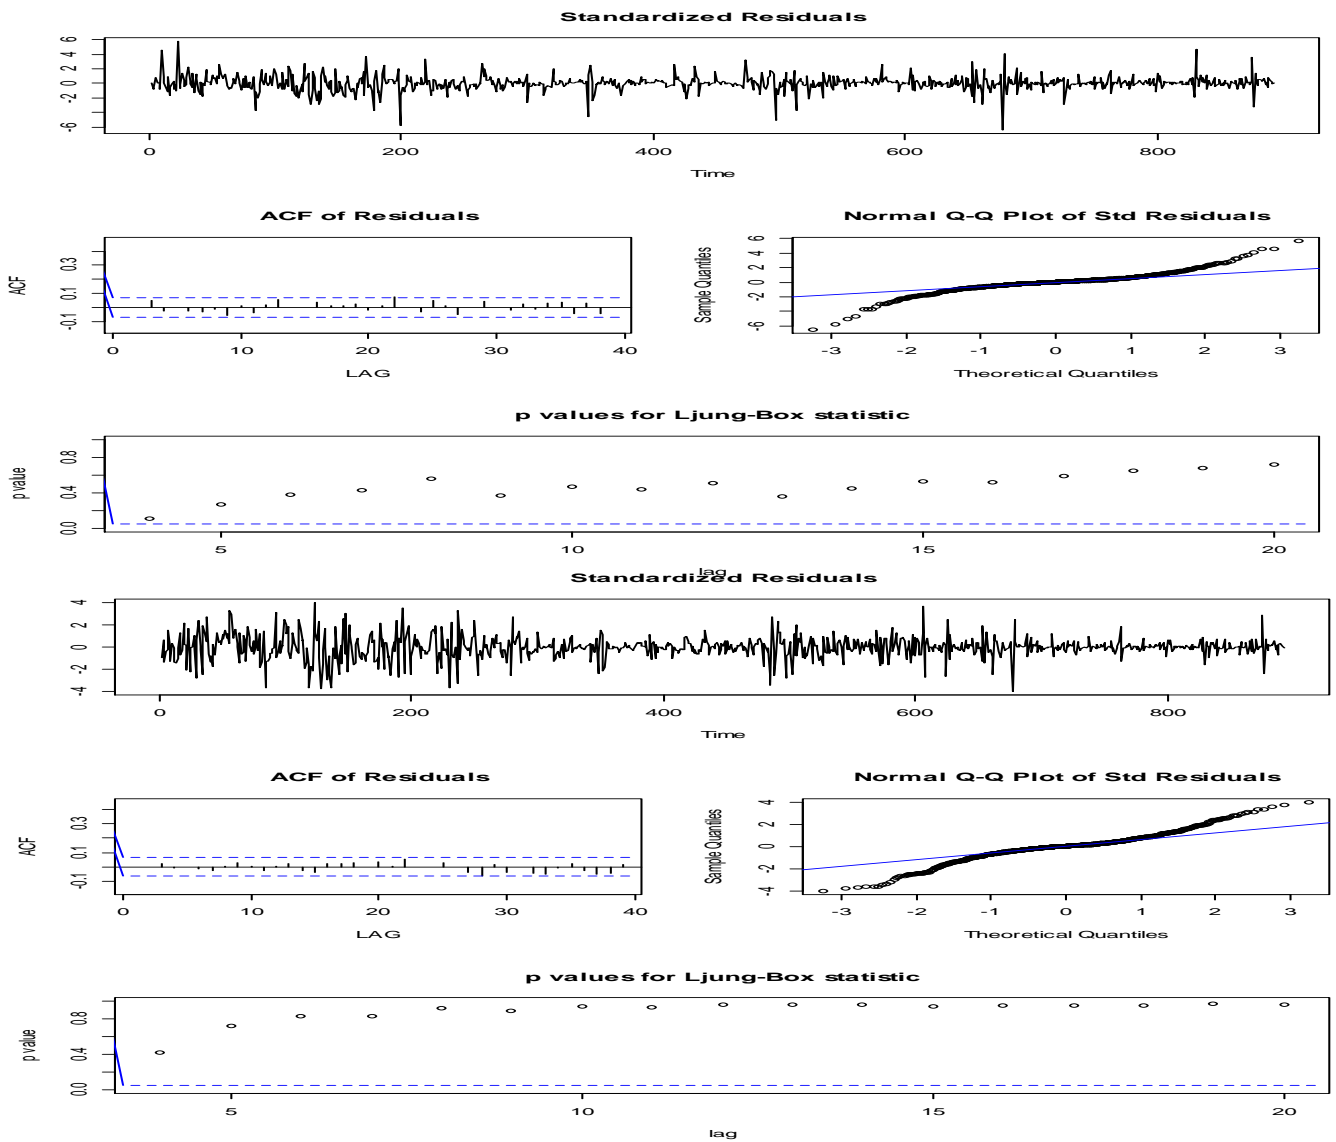 Standardized Residuals
-6 -2 0 2 4 6
0 200 400 600 800
Time
ACF of Residuals
ACF
-0.1 0.1 0.3
0 10 20 30 40
LAG
Normal Q-Q Plot of Std Residuals
Sample Quantiles
-6 -2 0 2 4 6
-3 -2 -1 0 1 2 3
Theoretical Quantiles
p values for Ljung-Box statistic
p value
0.0 0.4 0.8
5 10 15 20
lag
Standardized Residuals
-4 -2 0 2 4
0 200 400 600 800
Time
ACF of Residuals
ACF
-0.1 0.1 0.3
0 10 20 30 40
LAG
Normal Q-Q Plot of Std Residuals
Sample Quantiles
-4 -2 0 2 4
-3 -2 -1 0 1 2 3
Theoretical Quantiles
p values for Ljung-Box statistic
p value
0.0 0.4 0.8
5 10 15 20
lag